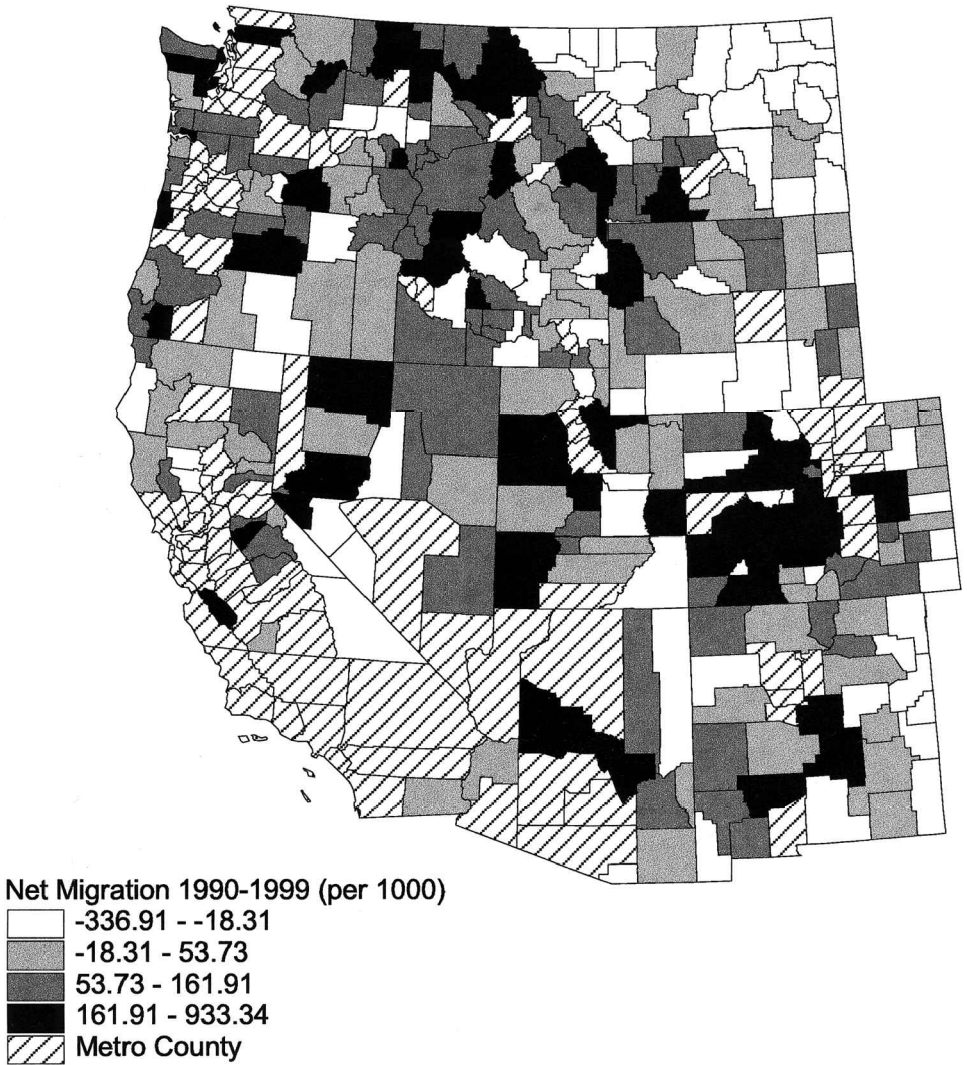 Net Migration 1990-1999 (per 1000)
-336.91 - -18.31
-18.31 - 53.73
53.73 - 161.91
161.91 - 933.34
Metro County